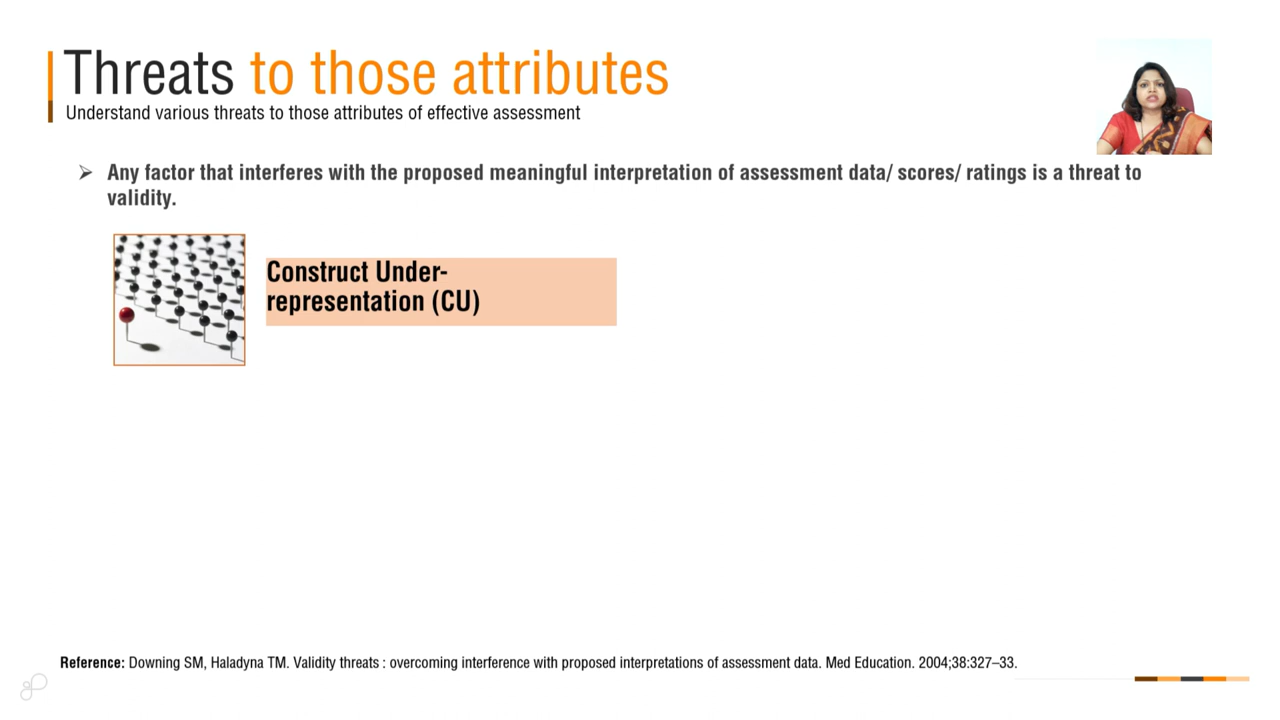 Threats to those attributes
Understand various threats to those attributes of effective assessment
Any factor that interferes with the proposed meaningful interpretation of assessment data/ scores/ ratings is a threat to
validity.
Construct Under-
representation (CU)
Reference: Downing SM, Haladyna TM. Validity threats : overcoming interference with proposed interpretations of assessment data. Med Education. 2004;38:327–33.